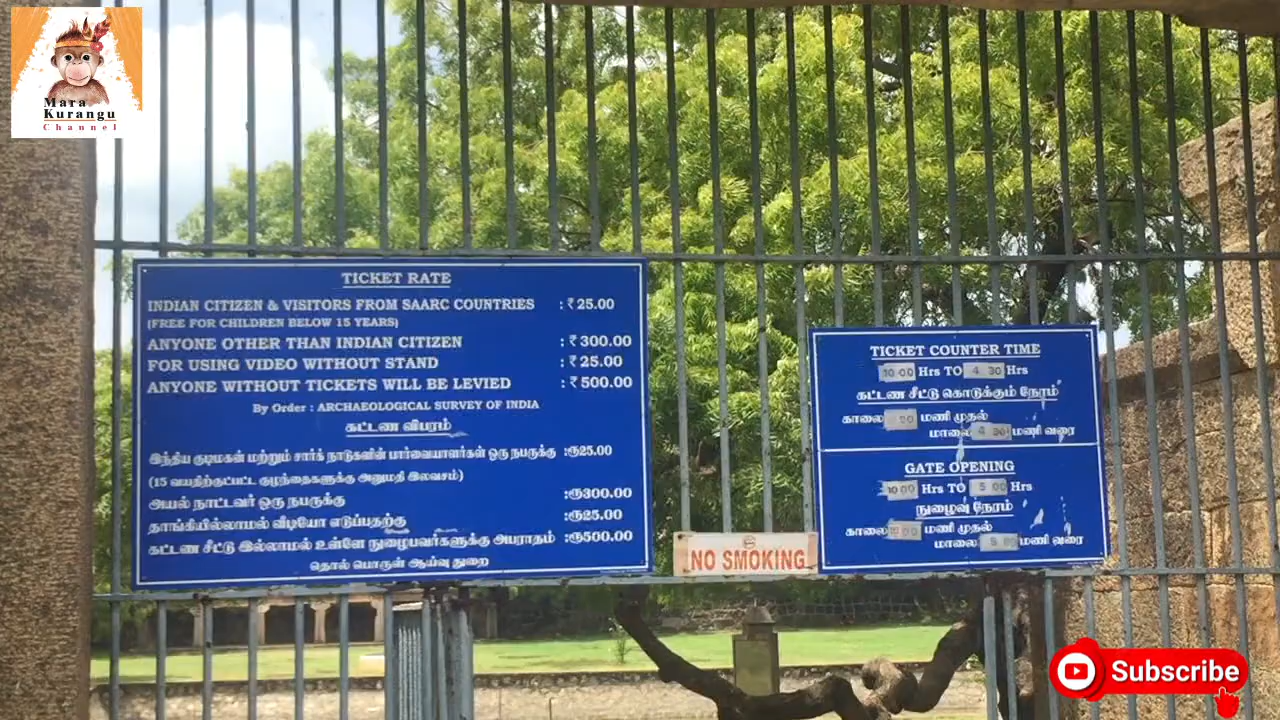 Mara
Kurangu
Channel
TICKET RATE
INDIAN CITIZEN & VISITORS FROM SAARC COUNTRIES : ₹ 25.00
(FREE FOR CHILDREN BELOW 15 YEARS)
ANYONE OTHER THAN INDIAN CITIZEN : ₹ 300.00
FOR USING VIDEO WITHOUT STAND : ₹ 25.00
ANYONE WITHOUT TICKETS WILL BE LEVIED : ₹ 500.00
By Order : ARCHAEOLOGICAL SURVEY OF INDIA
கட்டண விபரம்
இந்திய குடிமகன் மற்றும் சார்க் நாடுகளின் பார்வையாளர்கள் ஒரு நபருக்கு :ரூ25.00
(15 வயதிற்குட்பட்ட குழந்தைகளுக்கு அனுமதி இலவசம்)
அயல் நாட்டவர் ஒரு நபருக்கு :ரூ300.00
தாங்கியில்லாமல் வீடியோ எடுப்பதற்கு :ரூ25.00
கட்டண சீட்டு இல்லாமல் உள்ளே நுழைபவர்களுக்கு அபராதம் :ரூ500.00
தொல் பொருள் ஆய்வு துறை
NO SMOKING
TICKET COUNTER TIME
10 00 Hrs TO 4 30 Hrs
கட்டண சீட்டு கொடுக்கும் நேரம்
காலை மணி முதல்
மாலை 4 30 மணி வரை
GATE OPENING
10 00 Hrs TO 5 00 Hrs
நுழைவு நேரம்
காலை மணி முதல்
மாலை மணி வரை
Subscribe